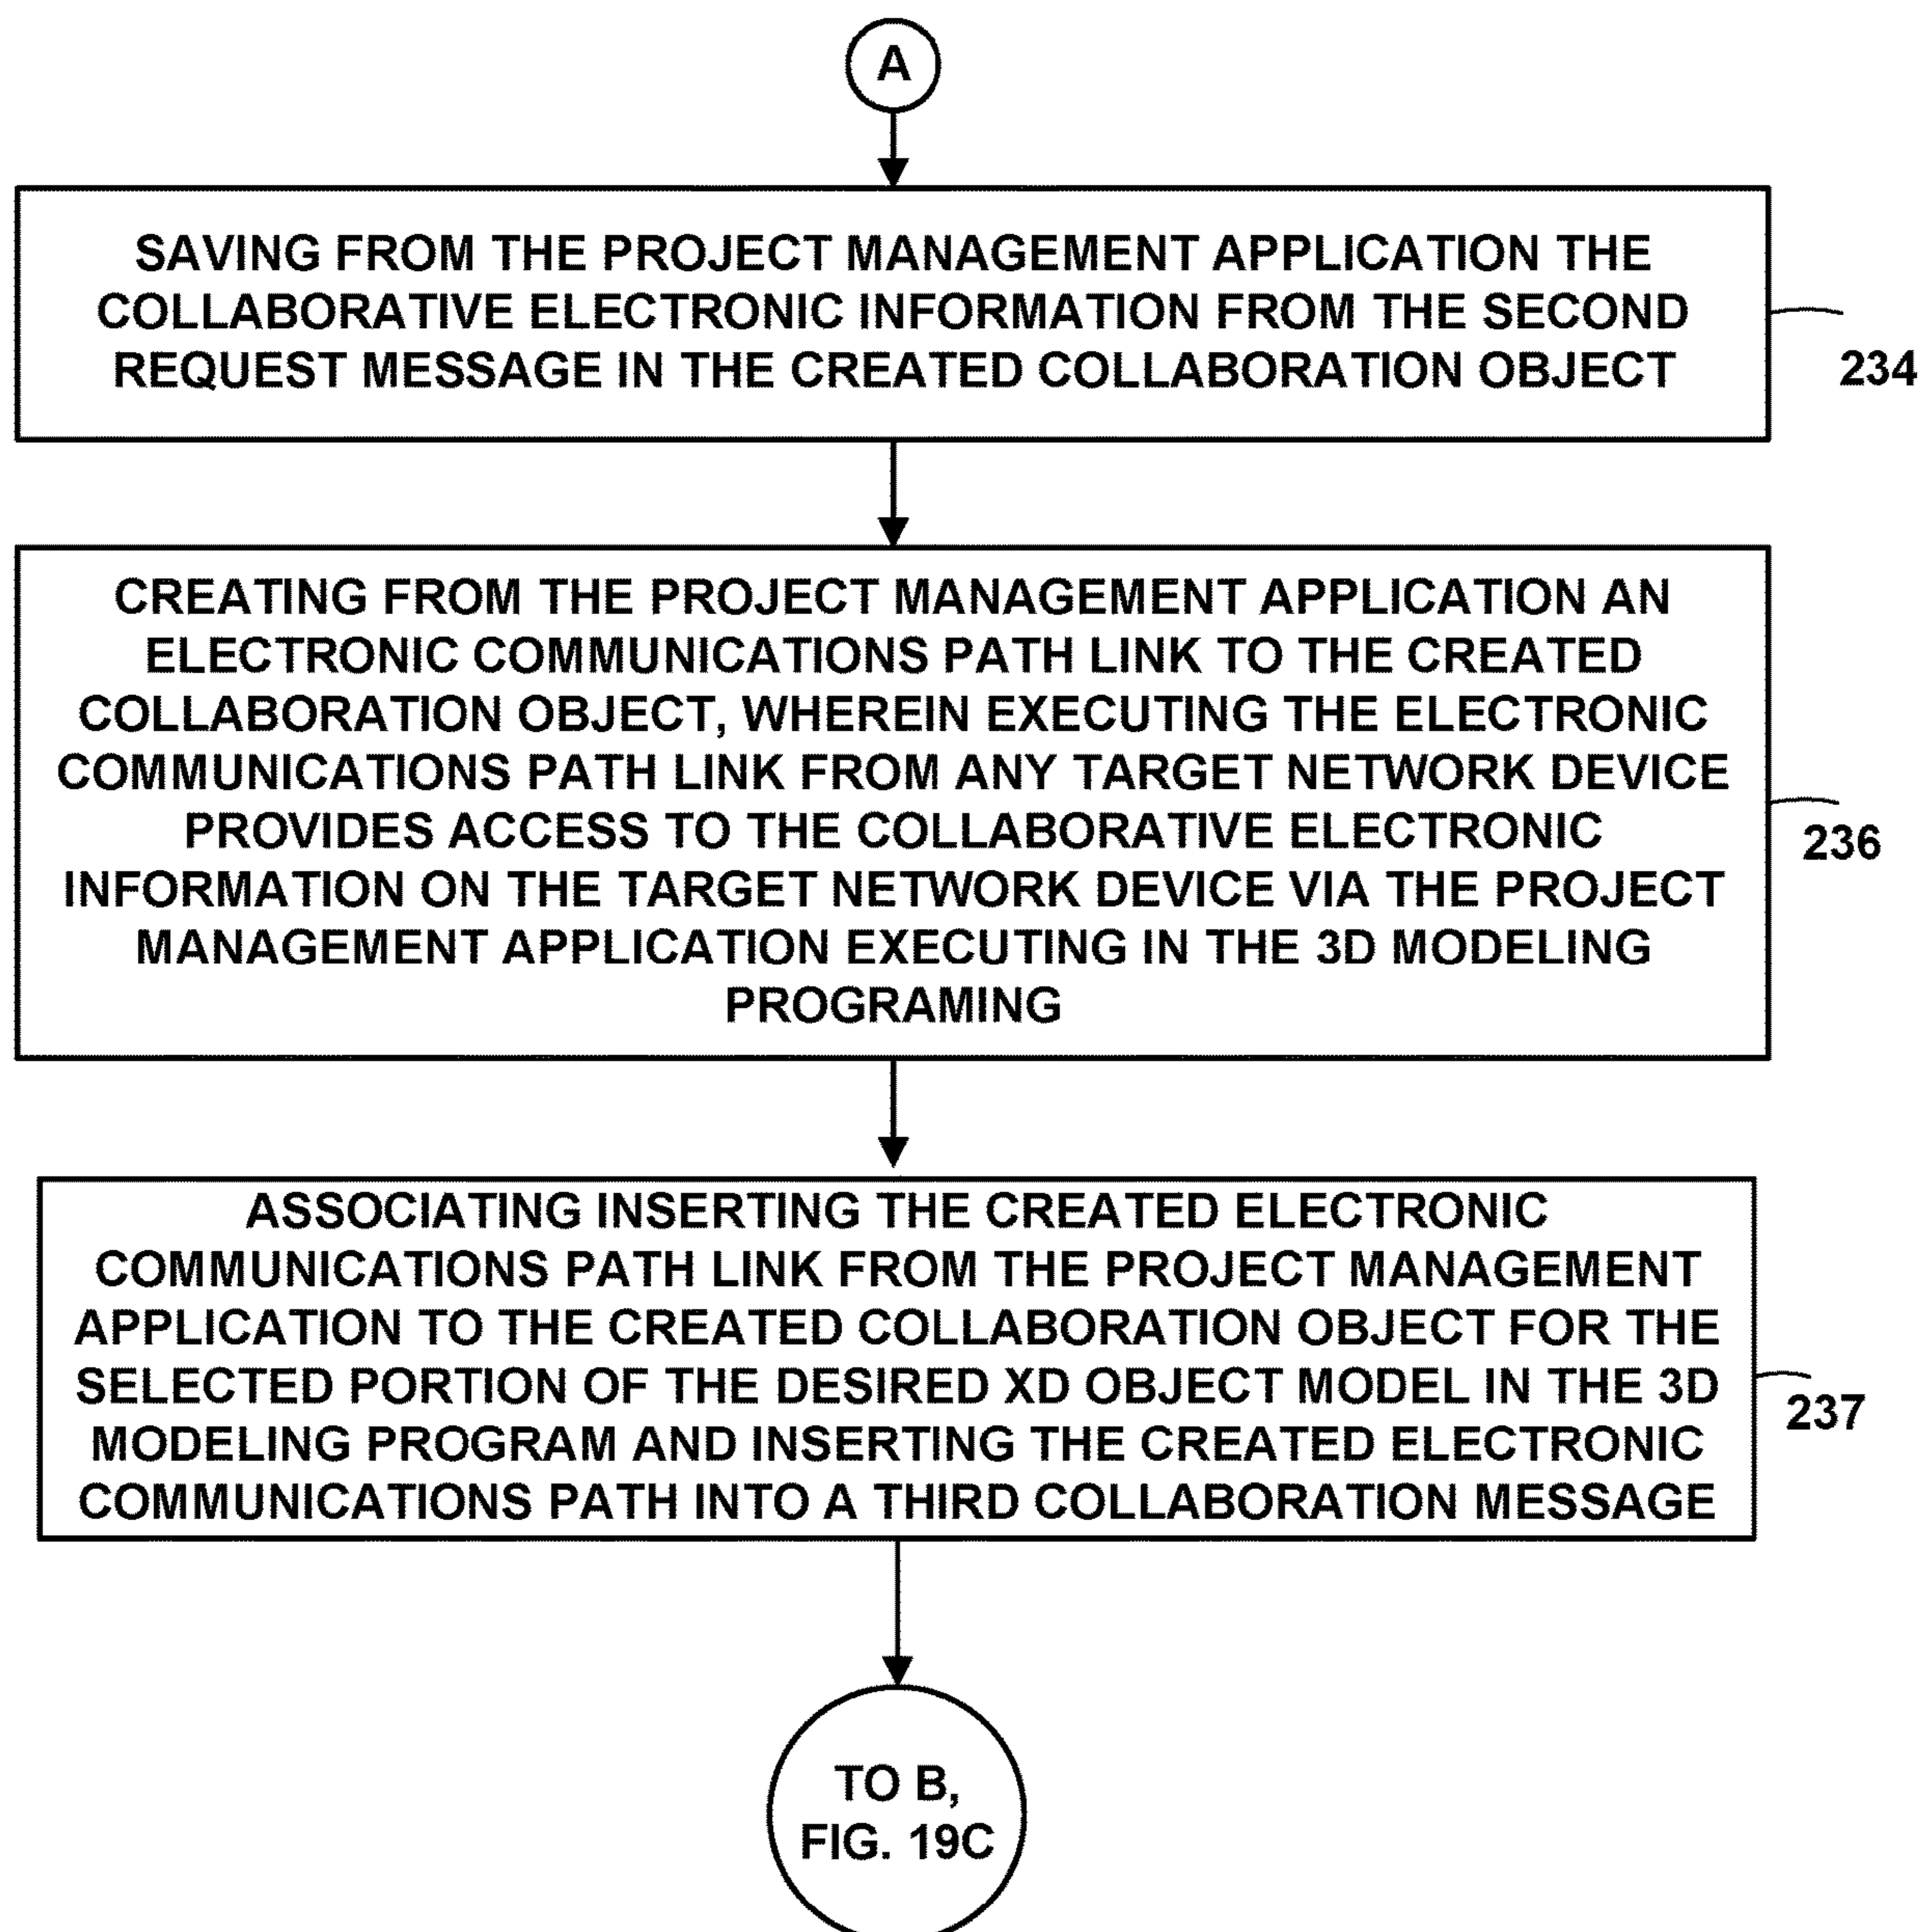 A
SAVING FROM THE PROJECT MANAGEMENT APPLICATION THE
COLLABORATIVE ELECTRONIC INFORMATION FROM THE SECOND
REQUEST MESSAGE IN THE CREATED COLLABORATION OBJECT
234
CREATING FROM THE PROJECT MANAGEMENT APPLICATION AN
ELECTRONIC COMMUNICATIONS PATH LINK TO THE CREATED
COLLABORATION OBJECT, WHEREIN EXECUTING THE ELECTRONIC
COMMUNICATIONS PATH LINK FROM ANY TARGET NETWORK DEVICE
PROVIDES ACCESS TO THE COLLABORATIVE ELECTRONIC
INFORMATION ON THE TARGET NETWORK DEVICE VIA THE PROJECT
MANAGEMENT APPLICATION EXECUTING IN THE 3D MODELING
PROGRAMING
236
ASSOCIATING INSERTING THE CREATED ELECTRONIC
COMMUNICATIONS PATH LINK FROM THE PROJECT MANAGEMENT
APPLICATION TO THE CREATED COLLABORATION OBJECT FOR THE
SELECTED PORTION OF THE DESIRED XD OBJECT MODEL IN THE 3D
MODELING PROGRAM AND INSERTING THE CREATED ELECTRONIC
COMMUNICATIONS PATH INTO A THIRD COLLABORATION MESSAGE
237
TO B,
FIG. 19C